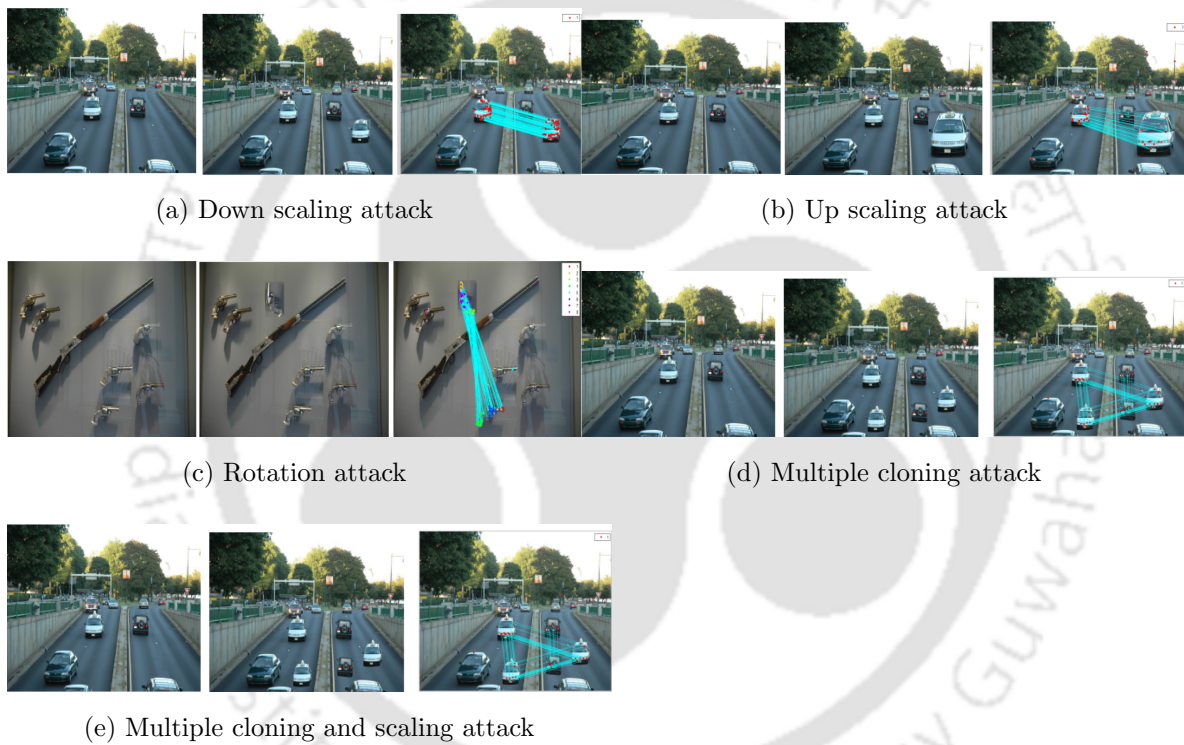 (a) Down scaling attack
(b) Up scaling attack
(c) Rotation attack
(d) Multiple cloning attack
(e) Multiple cloning and scaling attack